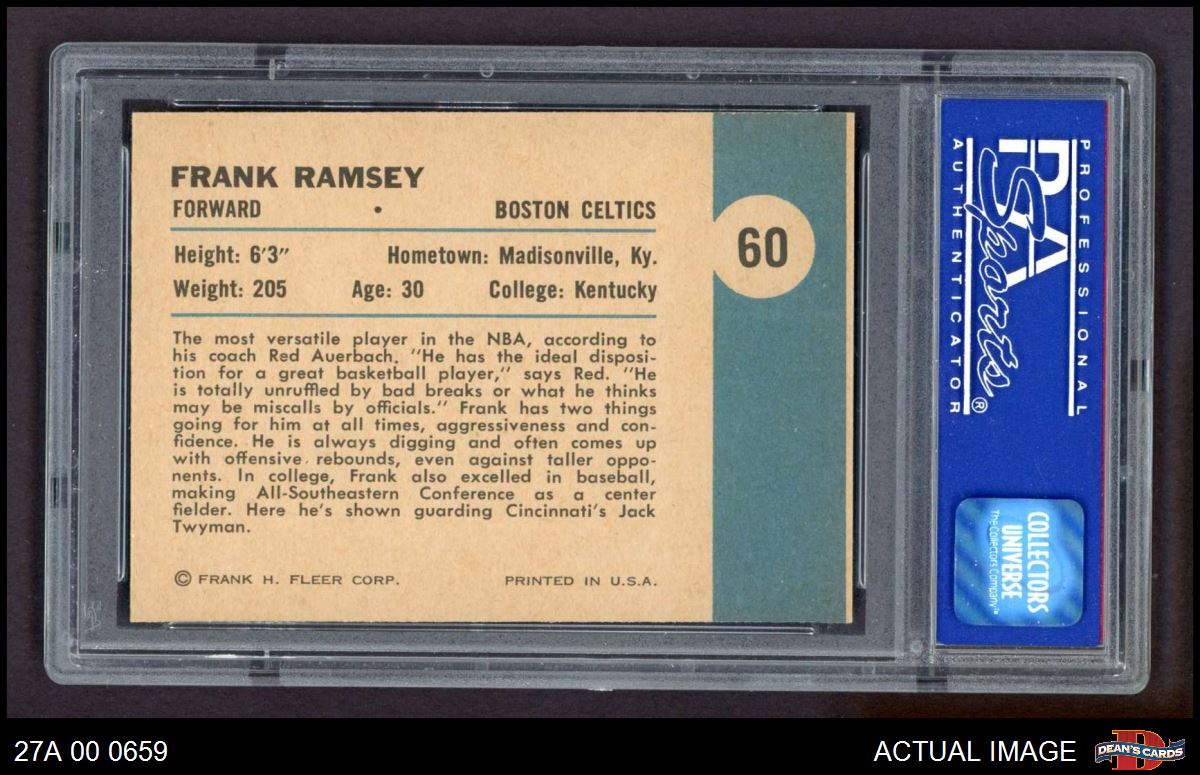 FRANK RAMSEY
FORWARD • BOSTON CELTICS
Height: 6'3" Hometown: Madisonville, Ky.
Weight: 205 Age: 30 College: Kentucky
The most versatile player in the NBA, according to
his coach Red Auerbach. "He has the ideal disposi-
tion for a great basketball player," says Red. "He
is totally unruffled by bad breaks or what he thinks
may be miscalls by officials." Frank has two things
going for him at all times, aggressiveness and con-
fidence. He is always digging and often comes up
with offensive rebounds, even against taller oppo-
nents. In college, Frank also excelled in baseball,
making All-Southeastern Conference as a center
fielder. Here he's shown guarding Cincinnati's Jack
Twyman.
© FRANK H. FLEER CORP. PRINTED IN U.S.A.
60
PROFESSIONAL
PSA
Sports®
AUTHENTICATOR
COLLECTORS
UNIVERSE
The Collectors Company™
27A 00 0659
ACTUAL IMAGE
D
DEAN'S CARDS